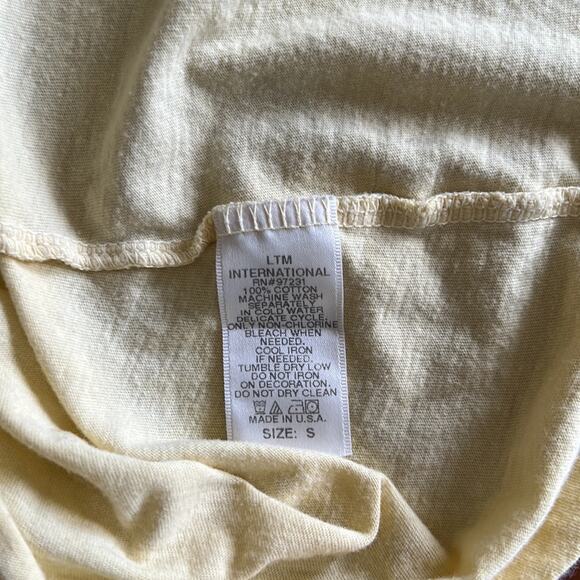 LTM
INTERNATIONAL
RN#97231
100% COTTON
MACHINE WASH
SEPARATELY
IN COLD WATER
DELICATE CYCLE.
ONLY NON-CHLORINE
BLEACH WHEN
NEEDED.
COOL IRON
IF NEEDED.
TUMBLE DRY LOW
DO NOT IRON
ON DECORATION.
DO NOT DRY CLEAN
MADE IN U.S.A.
SIZE: S